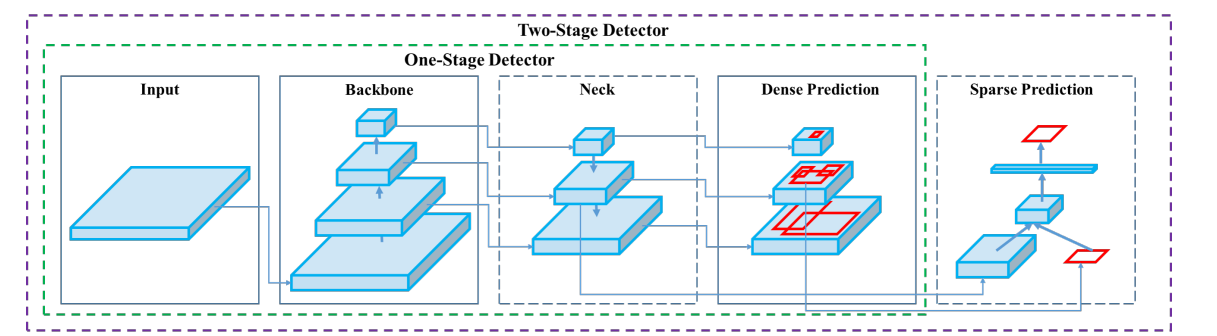 Two-Stage Detector
One-Stage Detector
Input
Backbone
Neck
Dense Prediction
Sparse Prediction